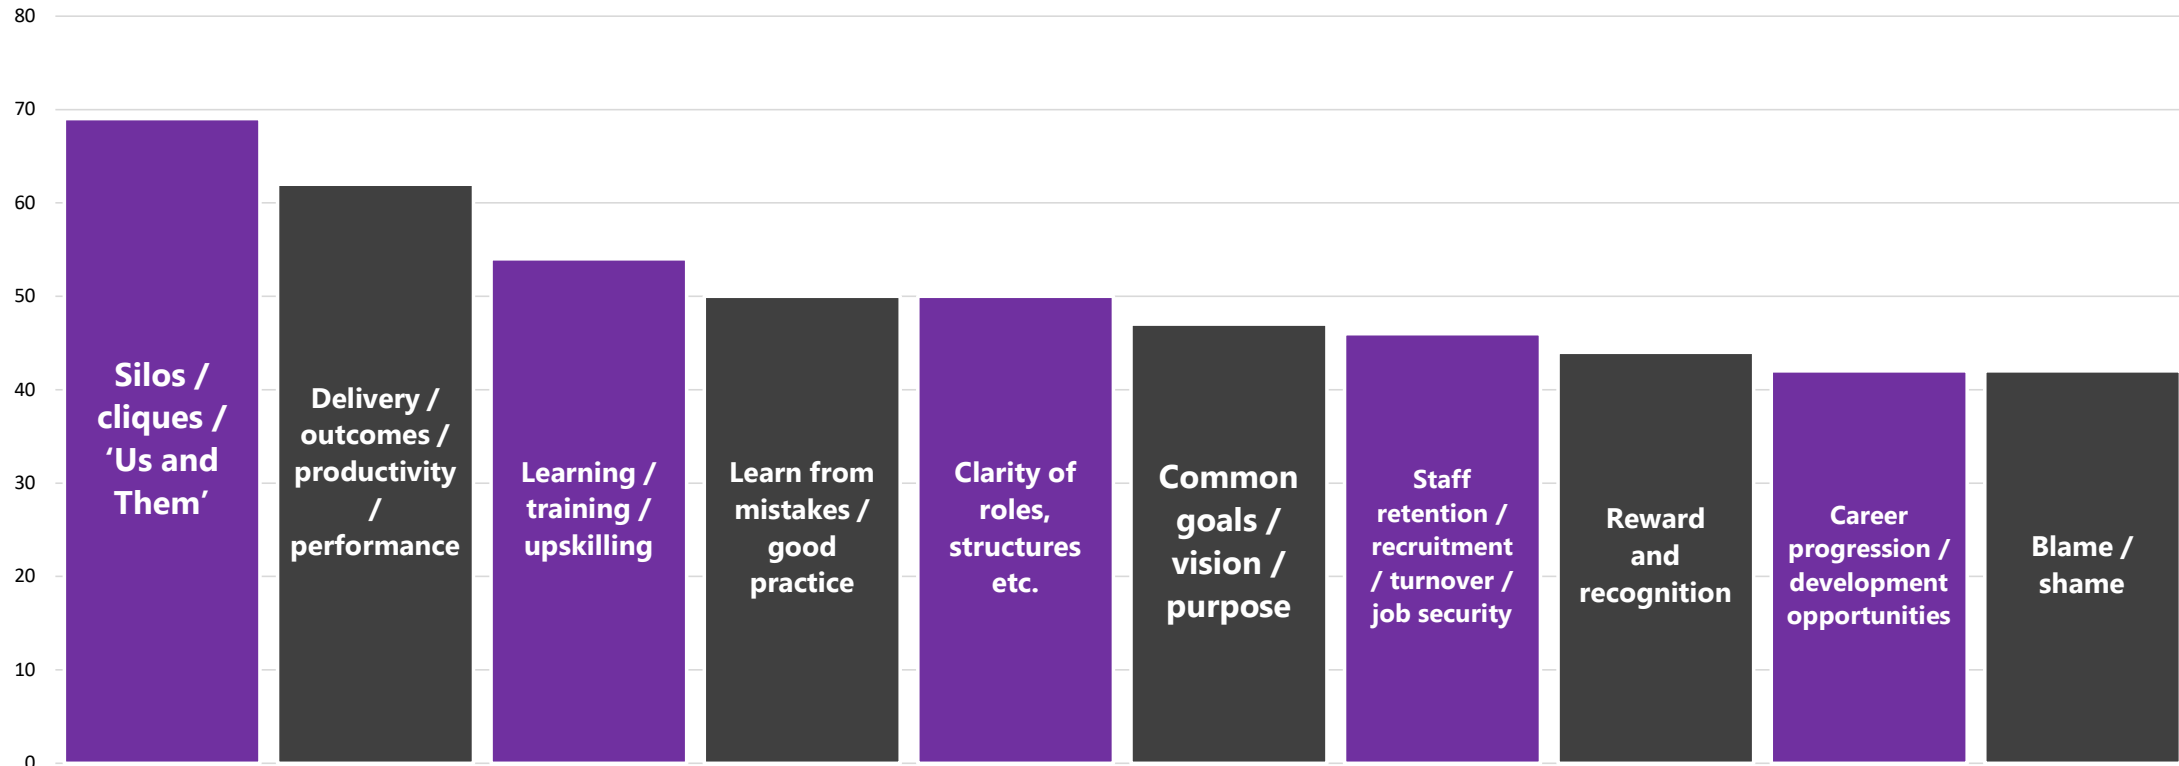 80
70
60
50
40
30
20
10
0
Silos /
cliques /
‘Us and
Them’
Delivery /
outcomes /
productivity
/
performance
Learning /
training /
upskilling
Learn from
mistakes /
good
practice
Clarity of
roles,
structures
etc.
Common
goals /
vision /
purpose
Staff
retention /
recruitment
/ turnover /
job security
Reward
and
recognition
Career
progression /
development
opportunities
Blame /
shame